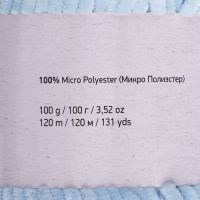 100% Micro Polyester (Микро Полиэстер)
100 g / 100 г / 3,52 oz
120 m / 120 м / 131 yds